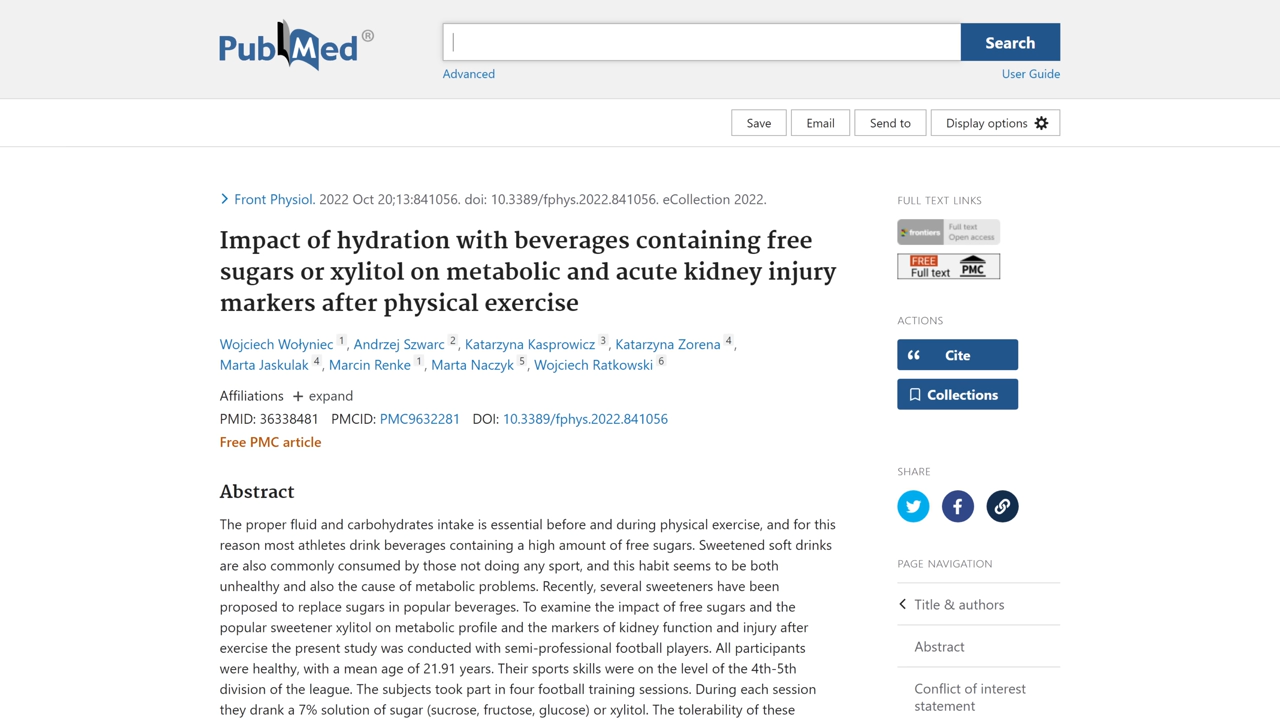 PubMed®
Search
Advanced
User Guide
Save
Email
Send to
Display options
Front Physiol. 2022 Oct 20;13:841056. doi: 10.3389/fphys.2022.841056. eCollection 2022.
Impact of hydration with beverages containing free
sugars or xylitol on metabolic and acute kidney injury
markers after physical exercise
Wojciech Wołyniec 1, Andrzej Szwarc 2, Katarzyna Kasprowicz 3, Katarzyna Zorena 4,
Marta Jaskulak 4, Marcin Renke 1, Marta Naczyk 5, Wojciech Ratkowski 6
Affiliations + expand
PMID: 36338481 PMCID: PMC9632281 DOI: 10.3389/fphys.2022.841056
Free PMC article
Abstract
The proper fluid and carbohydrates intake is essential before and during physical exercise, and for this
reason most athletes drink beverages containing a high amount of free sugars. Sweetened soft drinks
are also commonly consumed by those not doing any sport, and this habit seems to be both
unhealthy and also the cause of metabolic problems. Recently, several sweeteners have been
proposed to replace sugars in popular beverages. To examine the impact of free sugars and the
popular sweetener xylitol on metabolic profile and the markers of kidney function and injury after
exercise the present study was conducted with semi-professional football players. All participants
were healthy, with a mean age of 21.91 years. Their sports skills were on the level of the 4th-5th
division of the league. The subjects took part in four football training sessions. During each session
they drank a 7% solution of sugar (sucrose, fructose, glucose) or xylitol. The tolerability of these
FULL TEXT LINKS
frontiers Full text
Open access
FREE
Full text PMC
ACTIONS
Cite
Collections
SHARE
PAGE NAVIGATION
Title & authors
Abstract
Conflict of interest
statement